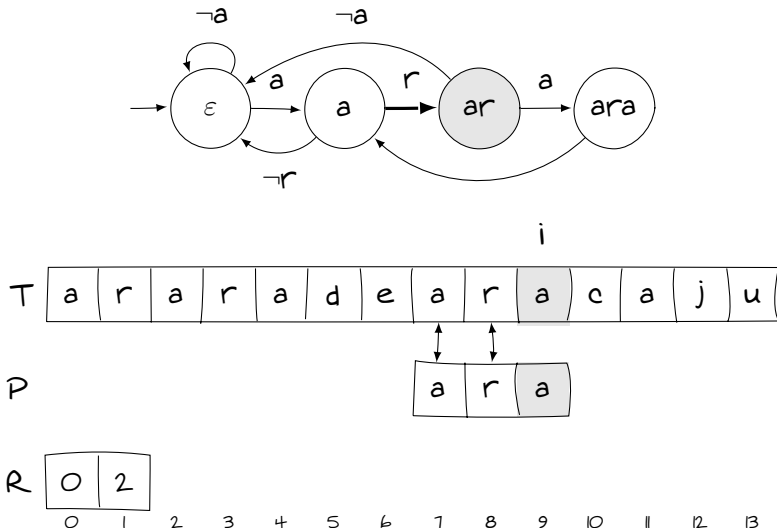 ¬a ¬a
a r a
ε a ar ara
¬r
i
T a r a r a d e a r a c a j u
P a r a
R 0 2
0 1 2 3 4 5 6 7 8 9 10 11 12 13